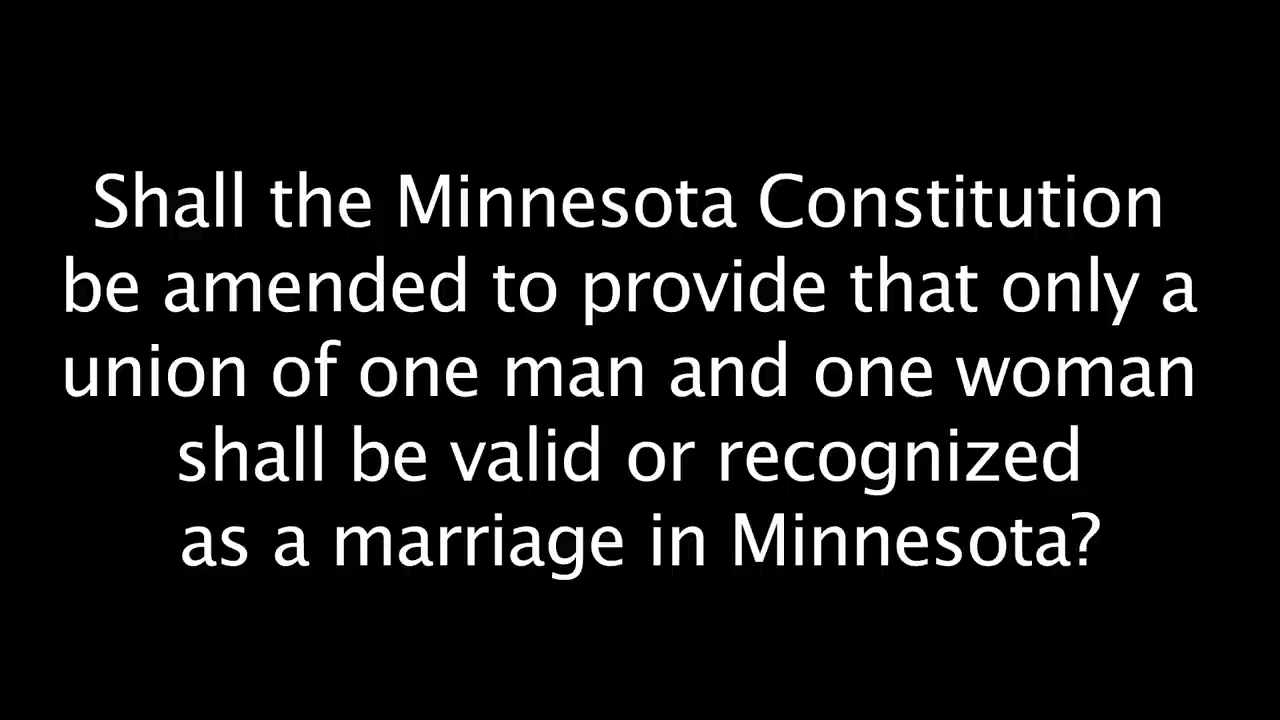 Shall the Minnesota Constitution
be amended to provide that only a
union of one man and one woman
shall be valid or recognized
as a marriage in Minnesota?